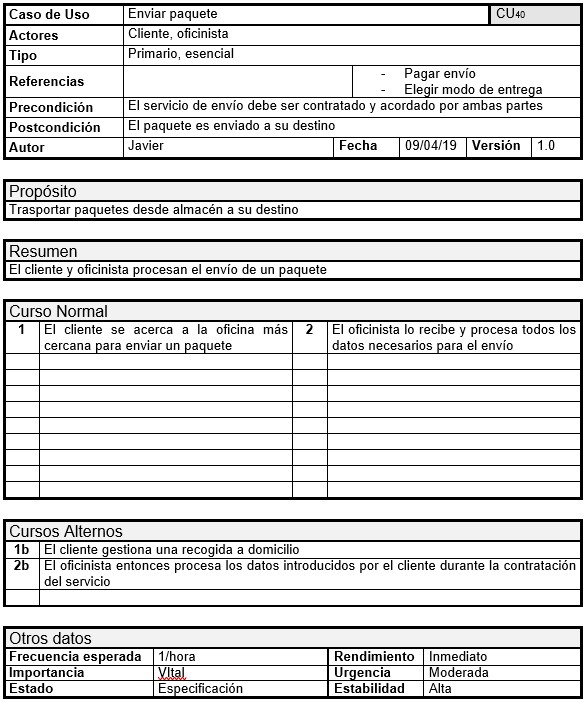 Caso de Uso Enviar paquete CU40
Actores Cliente, oficinista
Tipo Primario, esencial
Referencias - Pagar envío
- Elegir modo de entrega
Precondición El servicio de envío debe ser contratado y acordado por ambas partes
Postcondición El paquete es enviado a su destino
Autor Javier Fecha 09/04/19 Versión 1.0
Propósito
Trasportar paquetes desde almacén a su destino
Resumen
El cliente y oficinista procesan el envío de un paquete
Curso Normal
1 El cliente se acerca a la oficina más cercana para enviar un paquete
2 El oficinista lo recibe y procesa todos los datos necesarios para el envío
Cursos Alternos
1b El cliente gestiona una recogida a domicilio
2b El oficinista entonces procesa los datos introducidos por el cliente durante la contratación
del servicio
Otros datos
Frecuencia esperada 1/hora Rendimiento Inmediato
Importancia VItal Urgencia Moderada
Estado Especificación Estabilidad Alta